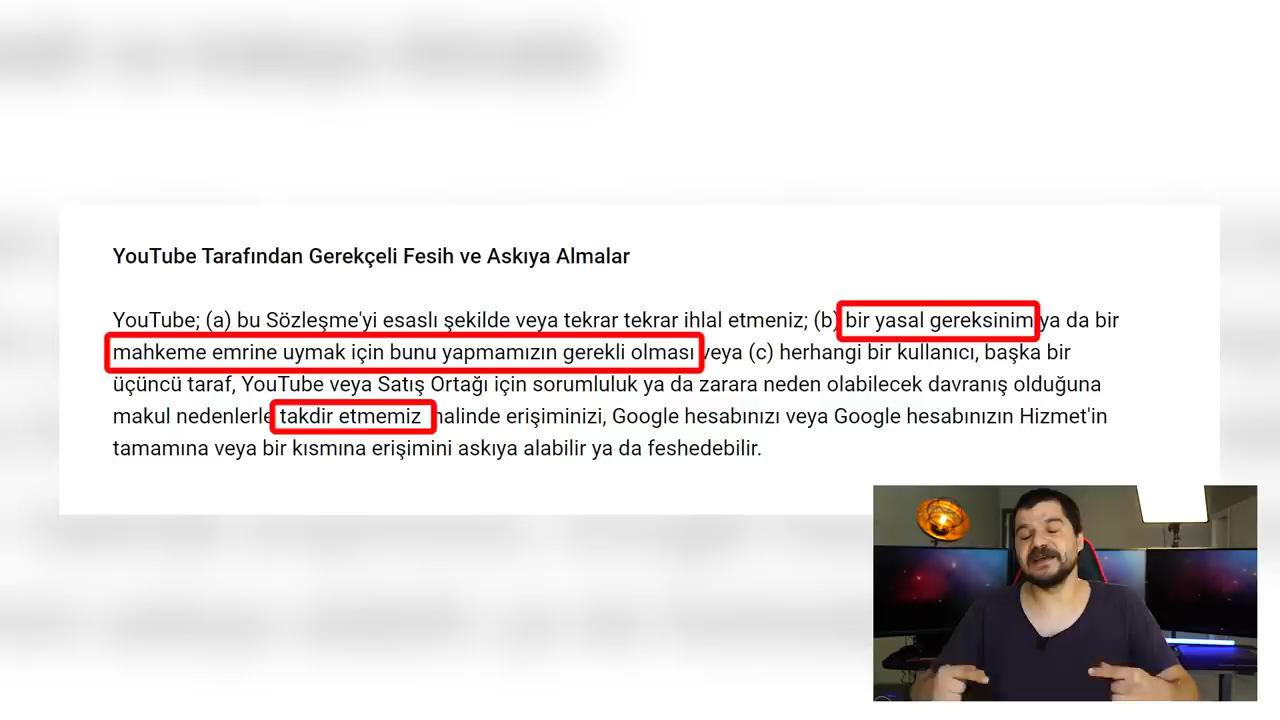 YouTube Tarafından Gerekçeli Fesih ve Askıya Almalar
YouTube; (a) bu Sözleşme'yi esaslı şekilde veya tekrar tekrar ihlal etmeniz; (b) bir yasal gereksinim ya da bir
mahkeme emrine uymak için bunu yapmamızın gerekli olması veya (c) herhangi bir kullanıcı, başka bir
üçüncü taraf, YouTube veya Satış Ortağı için sorumluluk ya da zarara neden olabilecek davranış olduğuna
makul nedenlerle takdir etmemiz halinde erişiminizi, Google hesabınızı veya Google hesabınızın Hizmet'in
tamamına veya bir kısmına erişimini askıya alabilir ya da feshedebilir.